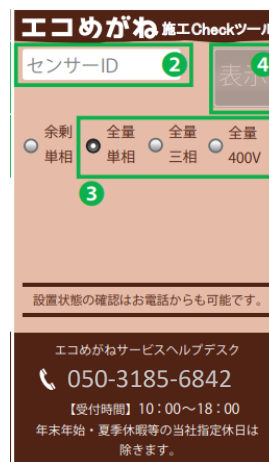 エコめがね 施工Checkツール
センサーID
2
表示
4
余剰 単相
全量 単相
全量 三相
全量 400V
3
設置状態の確認はお電話からも可能です。
エコめがねサービスヘルプデスク
050-3185-6842
【受付時間】10：00〜18：00
年末年始・夏季休暇等の当社指定休日は
除きます。